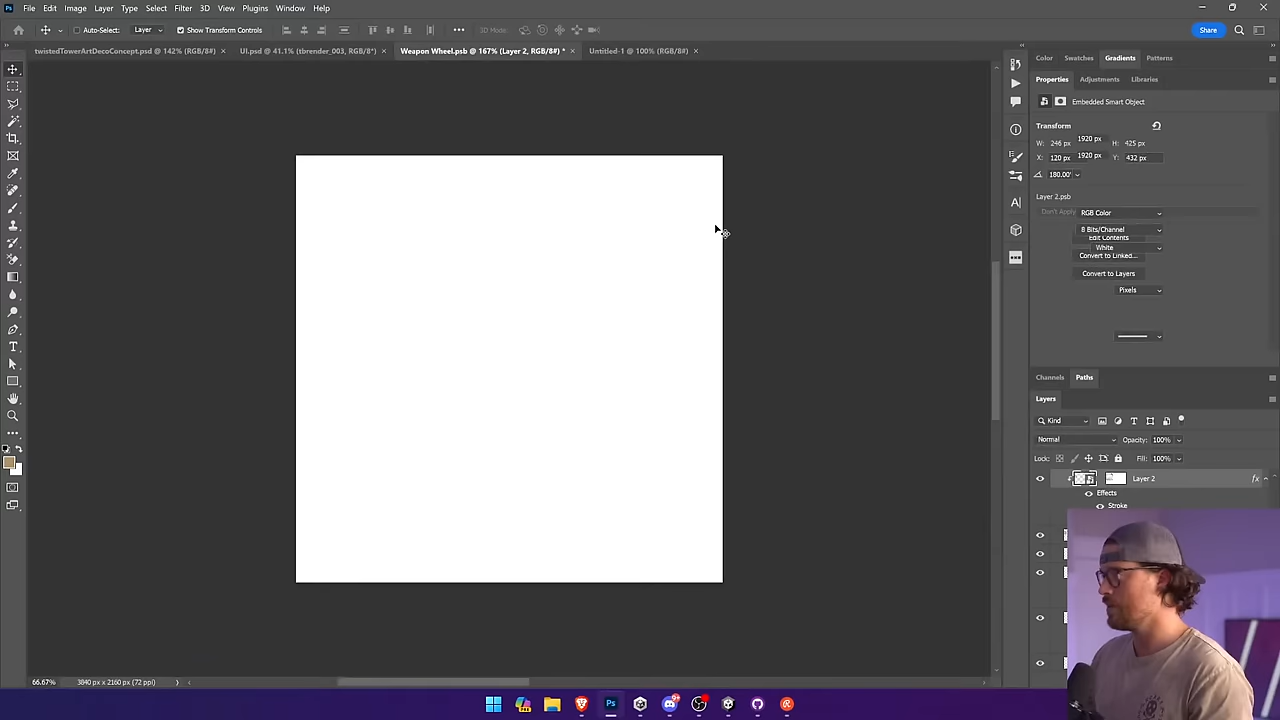 Ps File Edit Image Layer Type Select Filter 3D View Plugins Window Help
Auto-Select: Layer Show Transform Controls 3D Mode: Share
twistedTowerArtDecoConcept.psd @ 142% (RGB/8#) × UI.psd @ 41.1% (tbrender_003, RGB/8#*) × Weapon Wheel.psb @ 167% (Layer 2, RGB/8#) * × Untitled-1 @ 100% (RGB/8#) ×
Color Swatches Gradients Patterns
Properties Adjustments Libraries
Embedded Smart Object
Transform
W: 246 px 1920 px H: 425 px
X: 120 px 1920 px Y: 432 px
180.00°
Layer 2.psb
Don't Apply RGB Color
8 Bits/Channel
Edit Contents
White
Convert to Linked...
Convert to Layers
Pixels
Channels Paths
Layers
Kind
Normal Opacity: 100%
Lock: Fill: 100%
Layer 2 fx
Effects
Stroke
66.67% 3840 px x 2160 px (72 ppi)
Ps